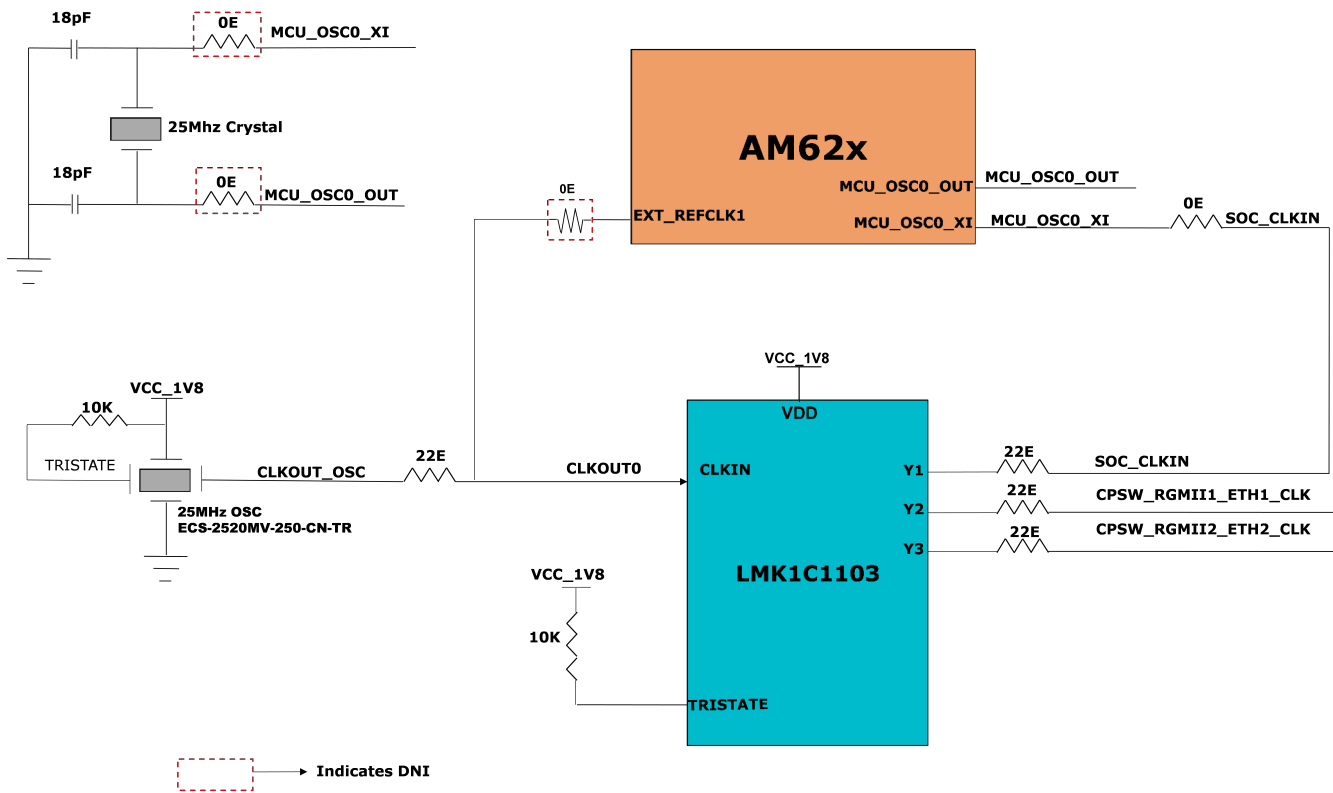 18pF
0E
MCU_OSC0_XI
25Mhz Crystal
18pF
0E
MCU_OSC0_OUT
AM62x
MCU_OSC0_OUT
MCU_OSC0_OUT
0E
EXT_REFCLK1
MCU_OSC0_XI
MCU_OSC0_XI
0E
SOC_CLKIN
VCC_1V8
10K
TRISTATE
25MHz OSC
ECS-2520MV-250-CN-TR
CLKOUT_OSC
22E
CLKOUT0
VCC_1V8
VDD
CLKIN
Y1
22E
SOC_CLKIN
Y2
22E
CPSW_RGMII1_ETH1_CLK
Y3
22E
CPSW_RGMII2_ETH2_CLK
LMK1C1103
VCC_1V8
10K
TRISTATE
Indicates DNI